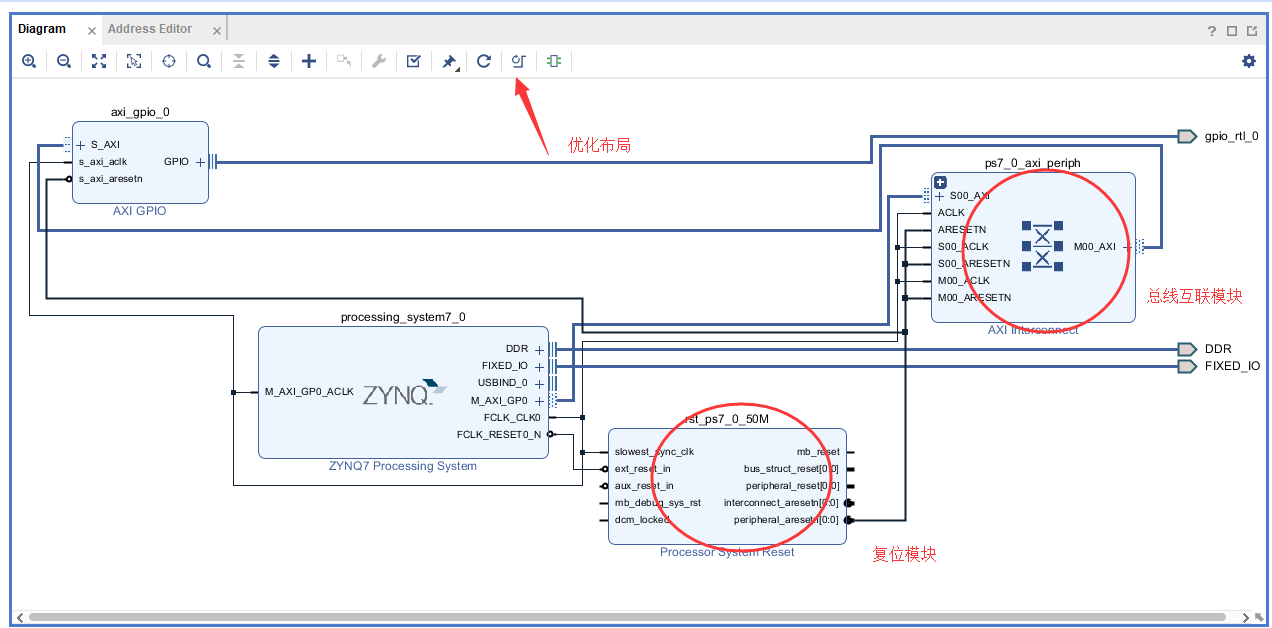 Diagram
Address Editor
优化布局
axi_gpio_0
S_AXI
s_axi_aclk
s_axi_aresetn
GPIO
AXI GPIO
gpio_rtl_0
ps7_0_axi_periph
S00_AXI
ACLK
ARESETN
S00_ACLK
S00_ARESETN
M00_ACLK
M00_ARESETN
M00_AXI
AXI Interconnect
总线互联模块
processing_system7_0
DDR
FIXED_IO
USBIND_0
M_AXI_GP0
FCLK_CLK0
FCLK_RESET0_N
M_AXI_GP0_ACLK
ZYNQ
ZYNQ7 Processing System
DDR
FIXED_IO
rst_ps7_0_50M
slowest_sync_clk
ext_reset_in
aux_reset_in
mb_debug_sys_rst
dcm_locked
mb_reset
bus_struct_reset[0:0]
peripheral_reset[0:0]
interconnect_aresetn[0:0]
peripheral_aresetn[0:0]
Processor System Reset
复位模块